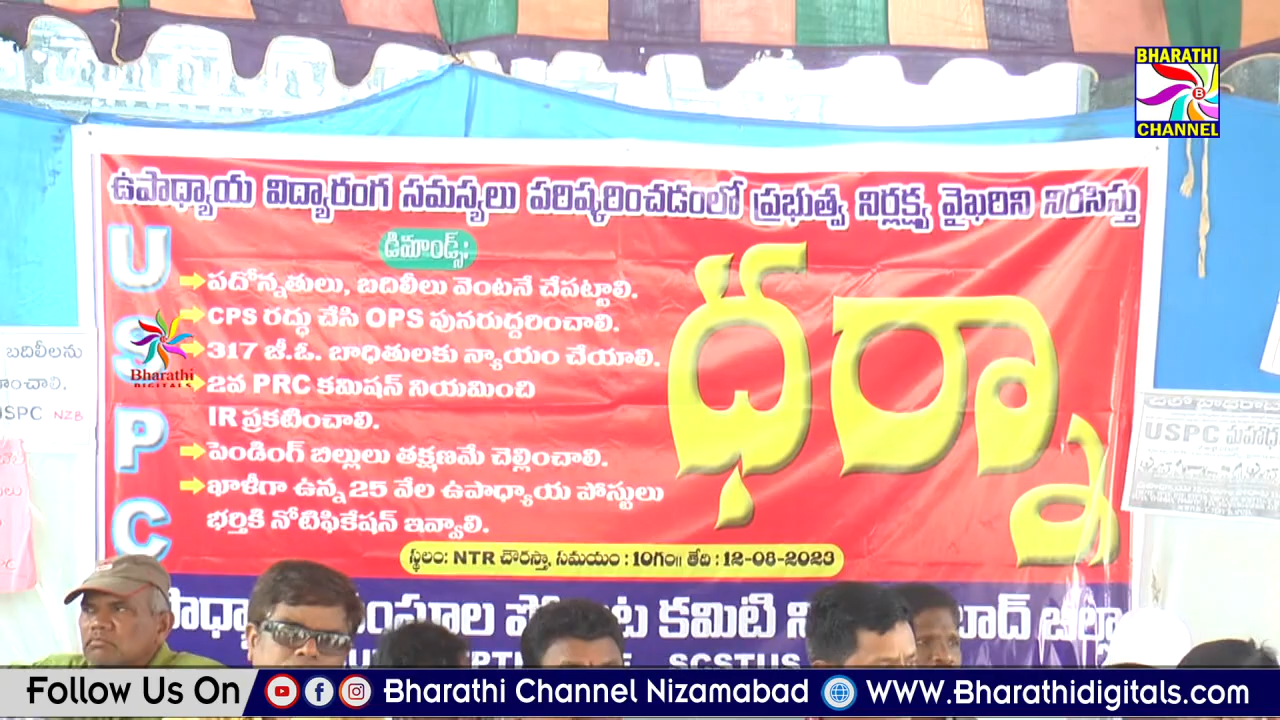 BHARATHI
CHANNEL
ఉపాధ్యాయ విద్యారంగ సమస్యలు పరిష్కరించడంలో ప్రభుత్వ నిర్లక్ష్య వైఖరిని నిరసిస్తు
ధర్నా
USPC
డిమాండ్స్:
పదోన్నతులు, బదిలీలు వెంటనే చేపట్టాలి.
CPS రద్దు చేసి OPS పునరుద్దరించాలి.
317 జీ.ఓ. బాధితులకు న్యాయం చేయాలి.
2వ PRC కమిషన్ నియమించి
IR ప్రకటించాలి.
పెండింగ్ బిల్లులు తక్షణమే చెల్లించాలి.
ఖాళీగా ఉన్న 25 వేల ఉపాధ్యాయ పోస్టులు
భర్తికి నోటిఫికేషన్ ఇవ్వాలి.
స్థలం: NTR చౌరస్తా, సమయం : 10గం॥ తేది : 12-08-2023
కమిటి
Bharathi
DIGITALS
బదిలీలను
USPC NZB
USPC
Follow Us On
Bharathi Channel Nizamabad
WWW.Bharathidigitals.com